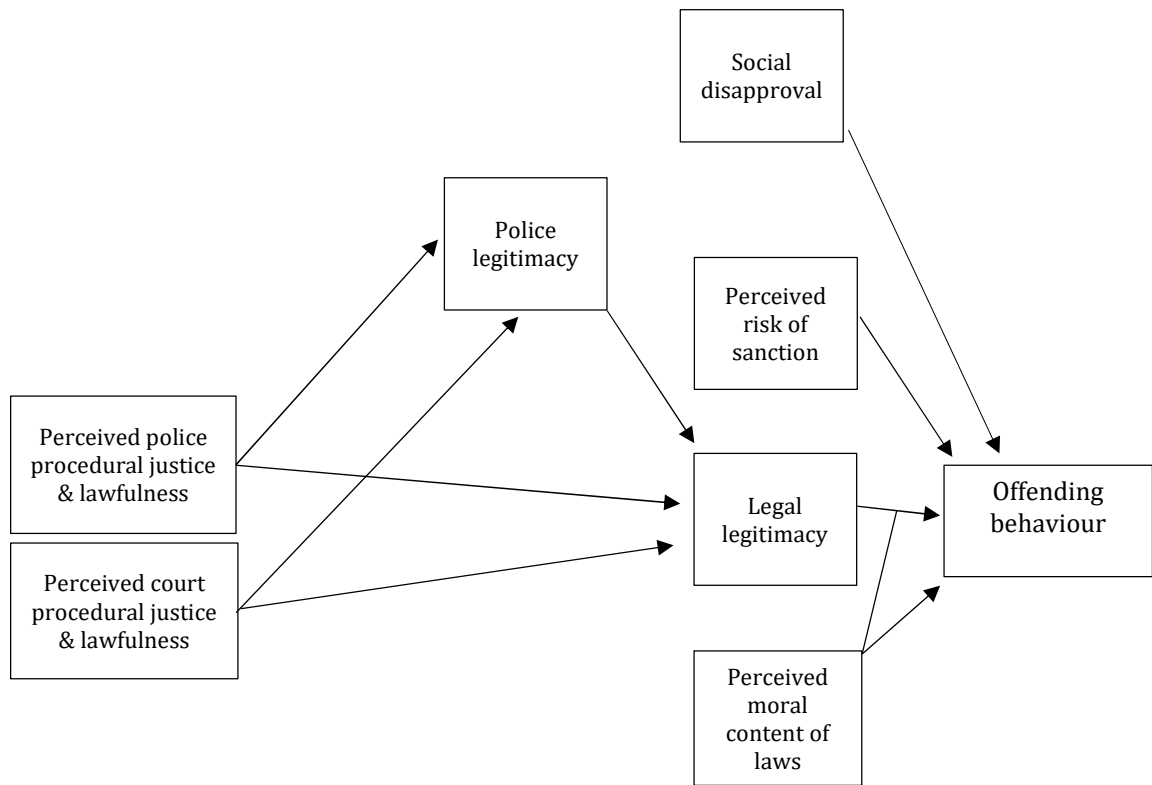 Social
disapproval
Police
legitimacy
Perceived
risk of
sanction
Perceived police
procedural justice
& lawfulness
Legal
legitimacy
Offending
behaviour
Perceived court
procedural justice
& lawfulness
Perceived
moral
content of
laws